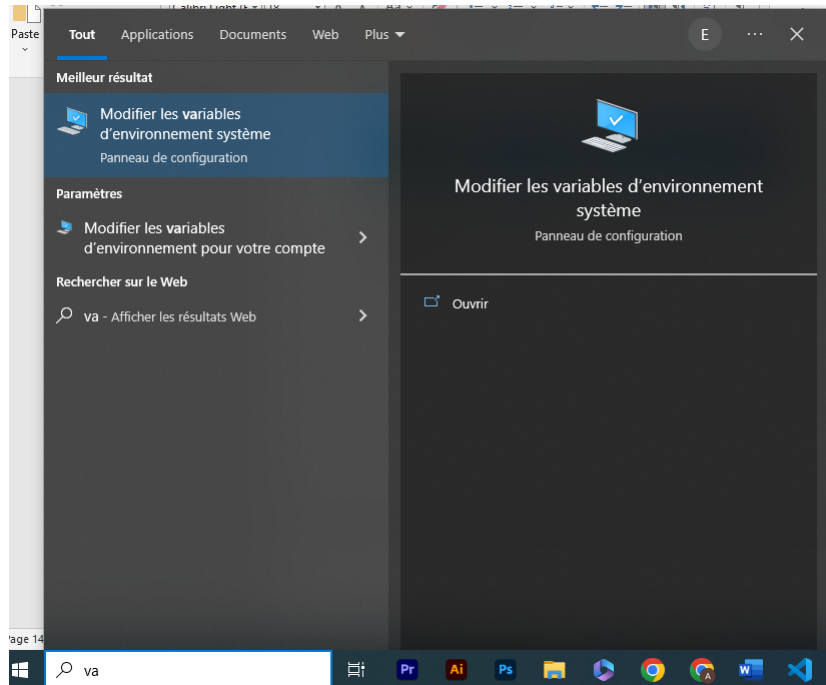 Paste
Tout Applications Documents Web Plus E
Meilleur résultat
Modifier les variables
d'environnement système
Panneau de configuration
Paramètres
Modifier les variables
d'environnement pour votre compte
Rechercher sur le Web
va - Afficher les résultats Web
Modifier les variables d'environnement
système
Panneau de configuration
Ouvrir
age 14
va
Pr Ai Ps A W